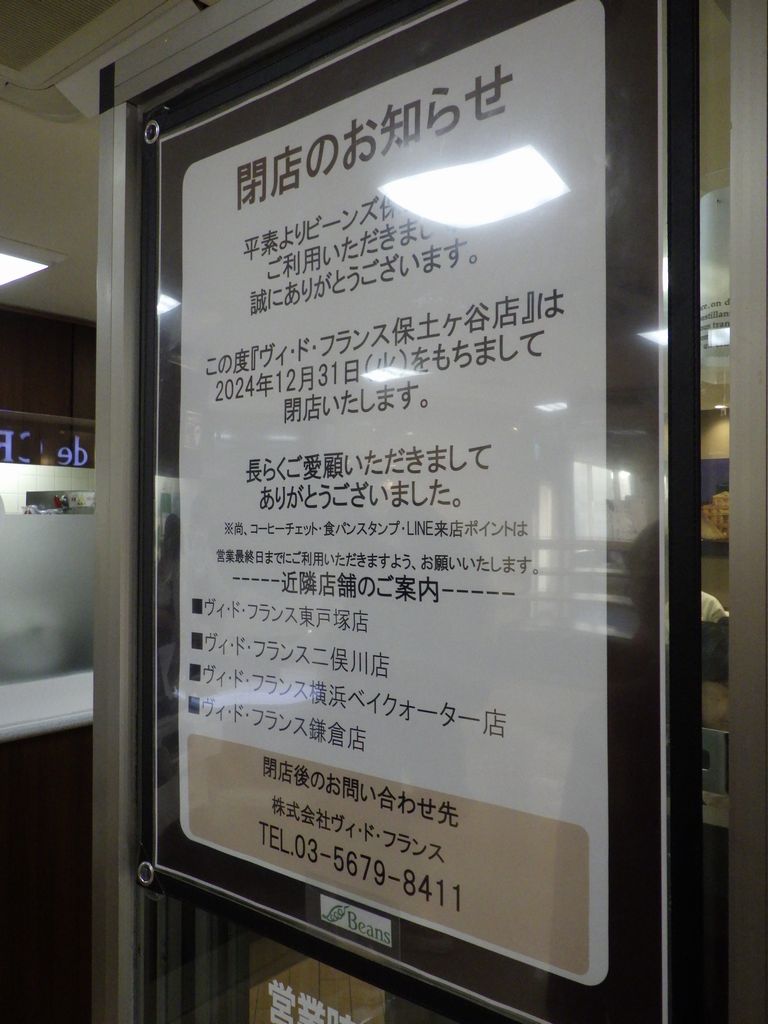 閉店のお知らせ
平素よりビーンズ
ご利用いただきまし
誠にありがとうございます。
この度『ヴィ・ド・フランス保土ヶ谷店』は
2024年12月31日(火)をもちまして
閉店いたします。
長らくご愛顧いただきまして
ありがとうございました。
※尚、コーヒーチェット・食パンスタンプ・LINE来店ポイントは
営業最終日までにご利用いただきますよう、お願いいたします。
-----近隣店舗のご案内-----
■ヴィ・ド・フランス東戸塚店
■ヴィ・ド・フランス二俣川店
■ヴィ・ド・フランス横浜ベイクォーター店
■ヴィ・ド・フランス鎌倉店
閉店後のお問い合わせ先
株式会社ヴィ・ド・フランス
TEL.03-5679-8411
Beans
営業時
de